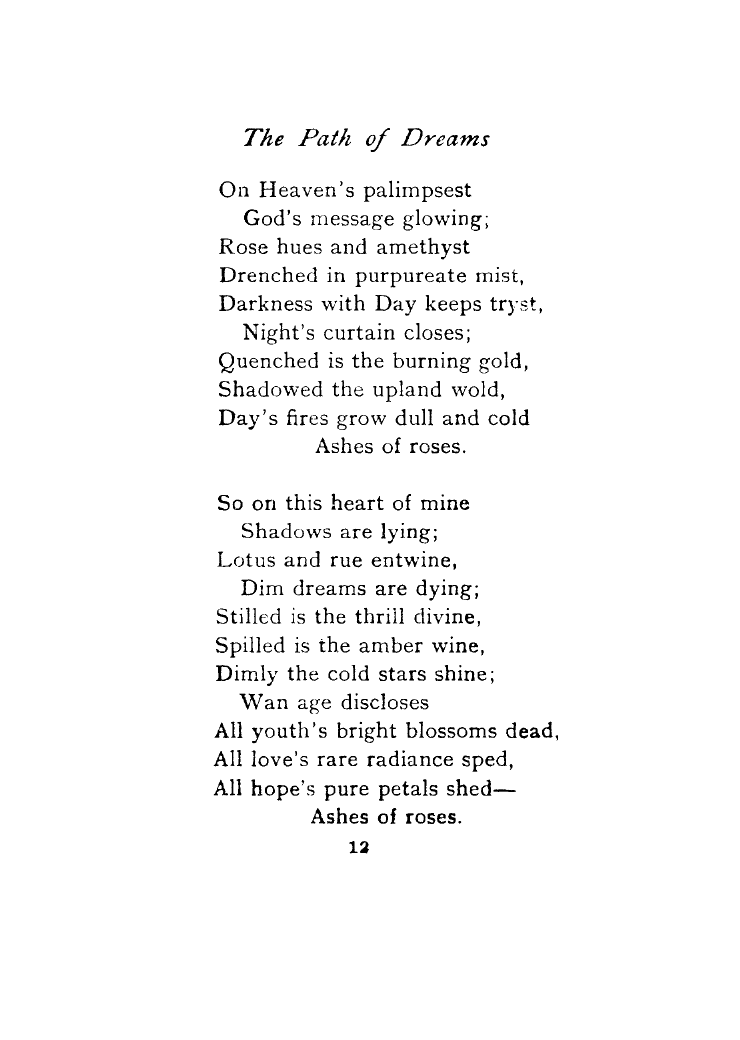 The Path of Dreams
On Heaven's palimpsest
God's message glowing;
Rose hues and amethyst
Drenched in purpureate mist,
Darkness with Day keeps tryst,
Night's curtain closes;
Quenched is the burning gold,
Shadowed the upland wold,
Day's fires grow dull and cold
Ashes of roses.
So on this heart of mine
Shadows are lying;
Lotus and rue entwine,
Dim dreams are dying;
Stilled is the thrill divine,
Spilled is the amber wine,
Dimly the cold stars shine;
Wan age discloses
All youth's bright blossoms dead,
All love's rare radiance sped,
All hope's pure petals shed—
Ashes of roses.
12